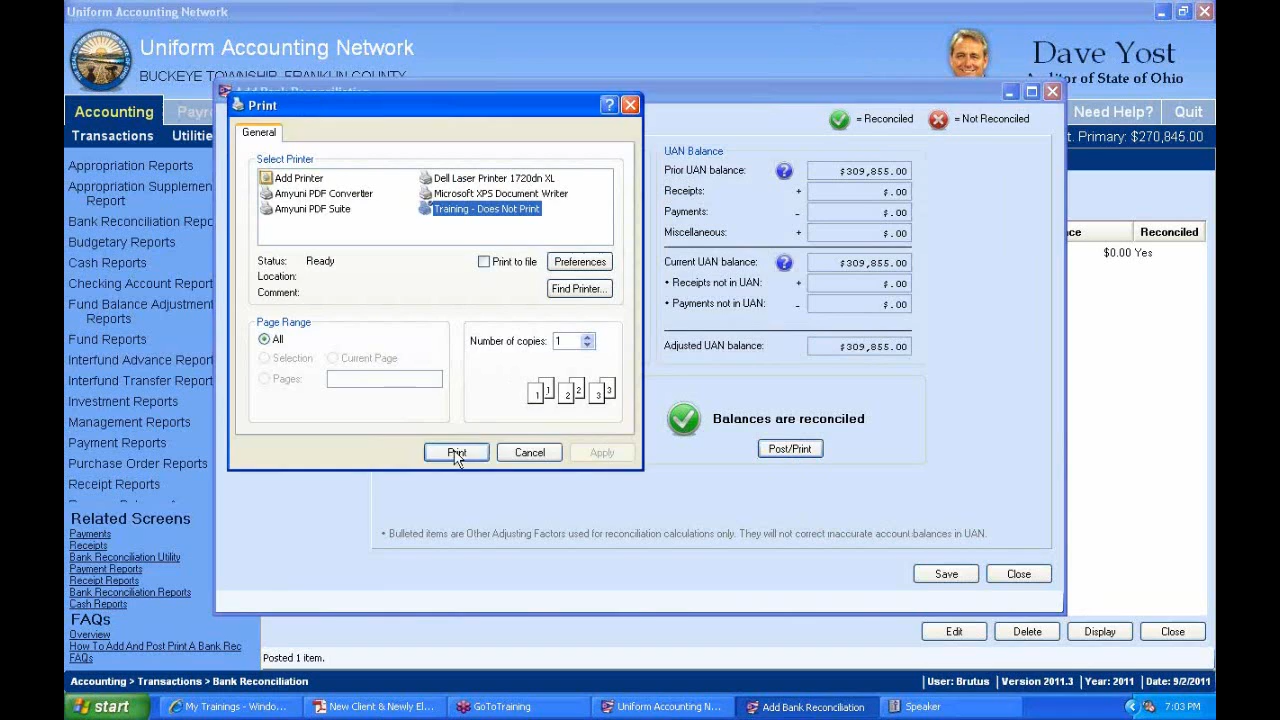 Uniform Accounting Network
Uniform Accounting Network
BUCKEYE TOWNSHIP, FRANKLIN COUNTY
Dave Yost
Auditor of State of Ohio
Accounting
Need Help?
Quit
Transactions
t. Primary: $270,845.00
Appropriation Reports
Report
Bank Reconciliation
Budgetary Reports
Cash Reports
Checking Account
Fund Balance Adjustment
Reports
Fund Reports
Interfund Advance
Interfund Transfer
Investment Reports
Management Reports
Payment Reports
Purchase Order Reports
Receipt Reports
Related Screens
Payments
Receipts
Bank Reconciliation Utility
Payment Reports
Receipt Reports
Bank Reconciliation Reports
Cash Reports
FAQs
Overview
How To Add And Post Print A Bank Rec
FAQs
Add Bank Reconciliation
= Reconciled
= Not Reconciled
Print
General
Select Printer
Add Printer
Amyuni PDF Converter
Amyuni PDF Suite
Dell Laser Printer 1720dn XL
Microsoft XPS Document Writer
Training - Does Not Print
Status: Ready
Location:
Comment:
Print to file
Preferences
Find Printer...
Page Range
All
Selection
Current Page
Pages:
Number of copies: 1
1 1 2 2 3 3
Print
Cancel
Apply
UAN Balance
Prior UAN balance: $309,855.00
Receipts: + $.00
Payments: - $.00
Miscellaneous: + $.00
Current UAN balance: $309,855.00
• Receipts not in UAN: + $.00
• Payments not in UAN: - $.00
Adjusted UAN balance: $309,855.00
Balances are reconciled
Post/Print
• Bulleted items are Other Adjusting Factors used for reconciliation calculations only. They will not correct inaccurate account balances in UAN.
Save
Close
Reconciled
$0.00 Yes
Edit
Delete
Display
Close
Posted 1 item.
Accounting > Transactions > Bank Reconciliation
User: Brutus
Version 2011.3
Year: 2011
Date: 9/2/2011
start
My Trainings - Windo...
New Client & Newly El...
GoToTraining
Uniform Accounting N...
Add Bank Reconciliation
Speaker
7:03 PM